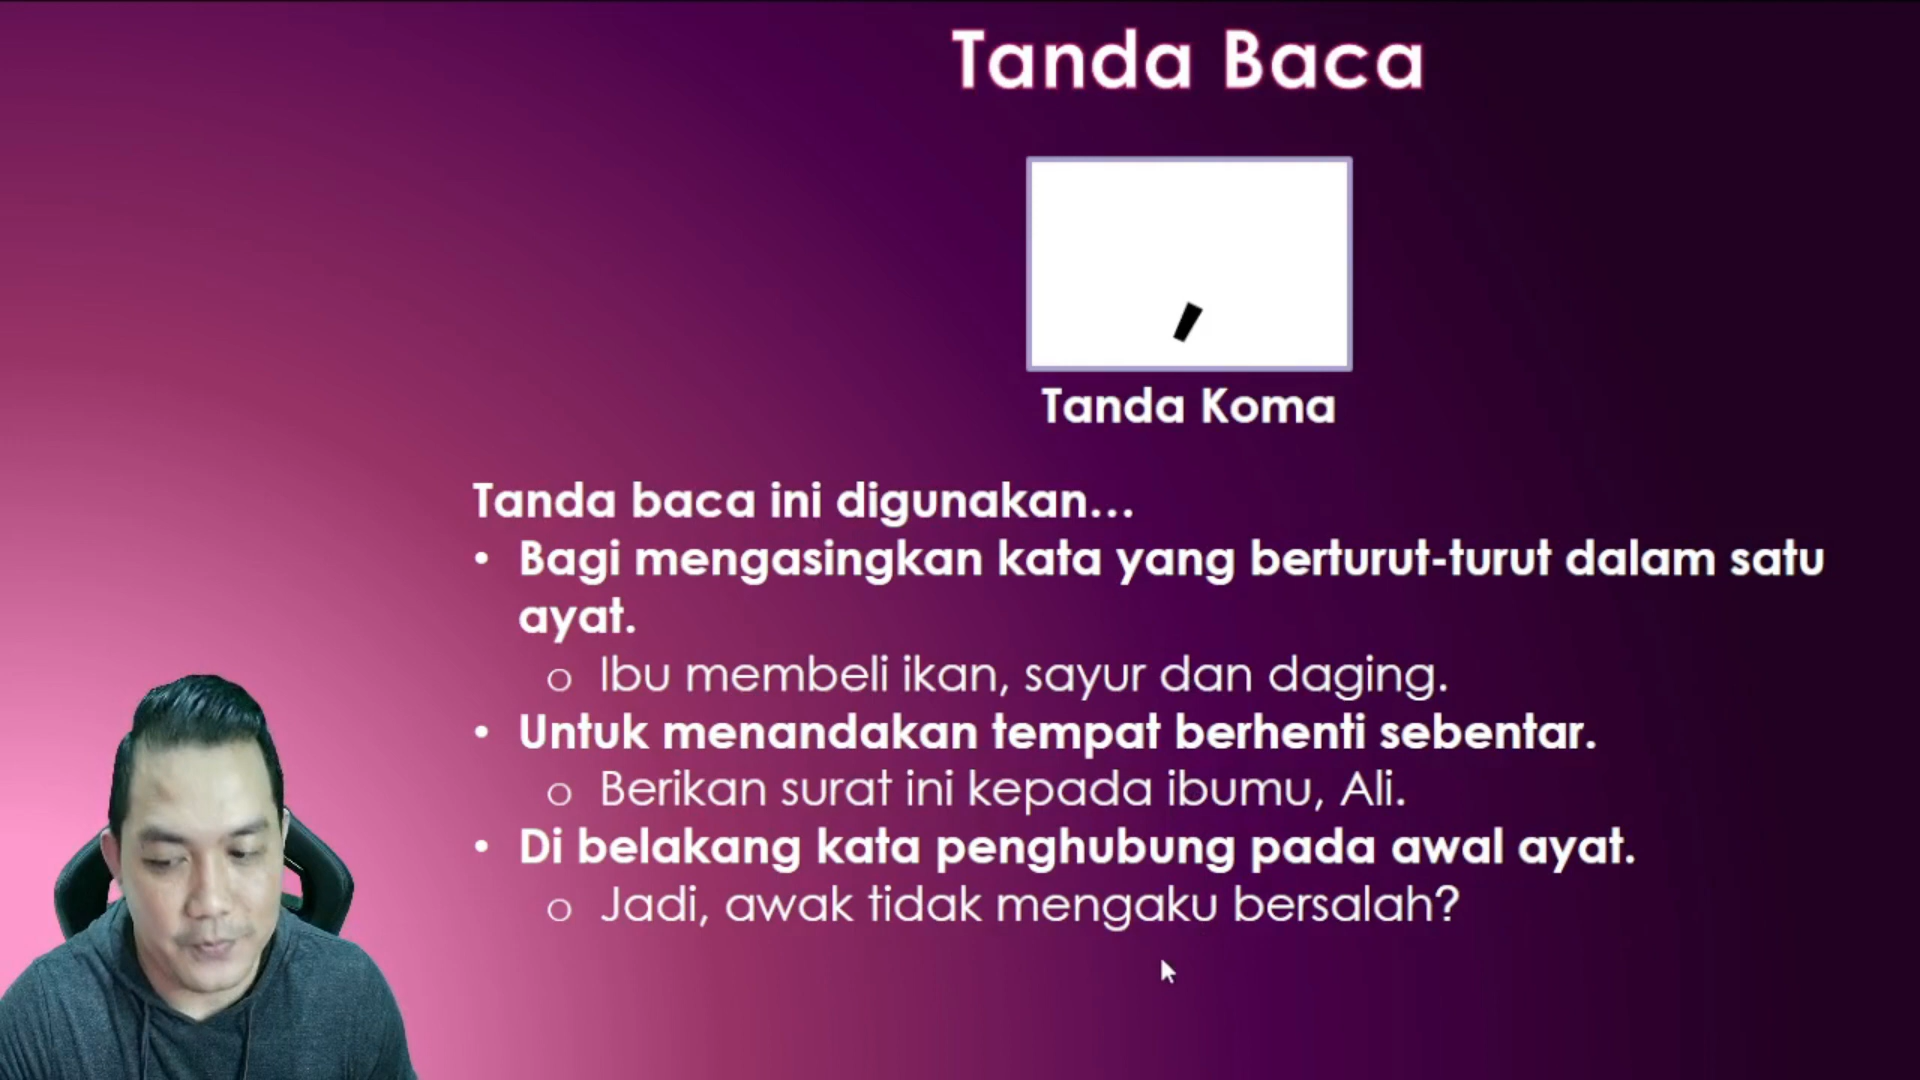 Tanda Baca
,
Tanda Koma
Tanda baca ini digunakan...
• Bagi mengasingkan kata yang berturut-turut dalam satu
ayat.
o Ibu membeli ikan, sayur dan daging.
• Untuk menandakan tempat berhenti sebentar.
o Berikan surat ini kepada ibumu, Ali.
• Di belakang kata penghubung pada awal ayat.
o Jadi, awak tidak mengaku bersalah?